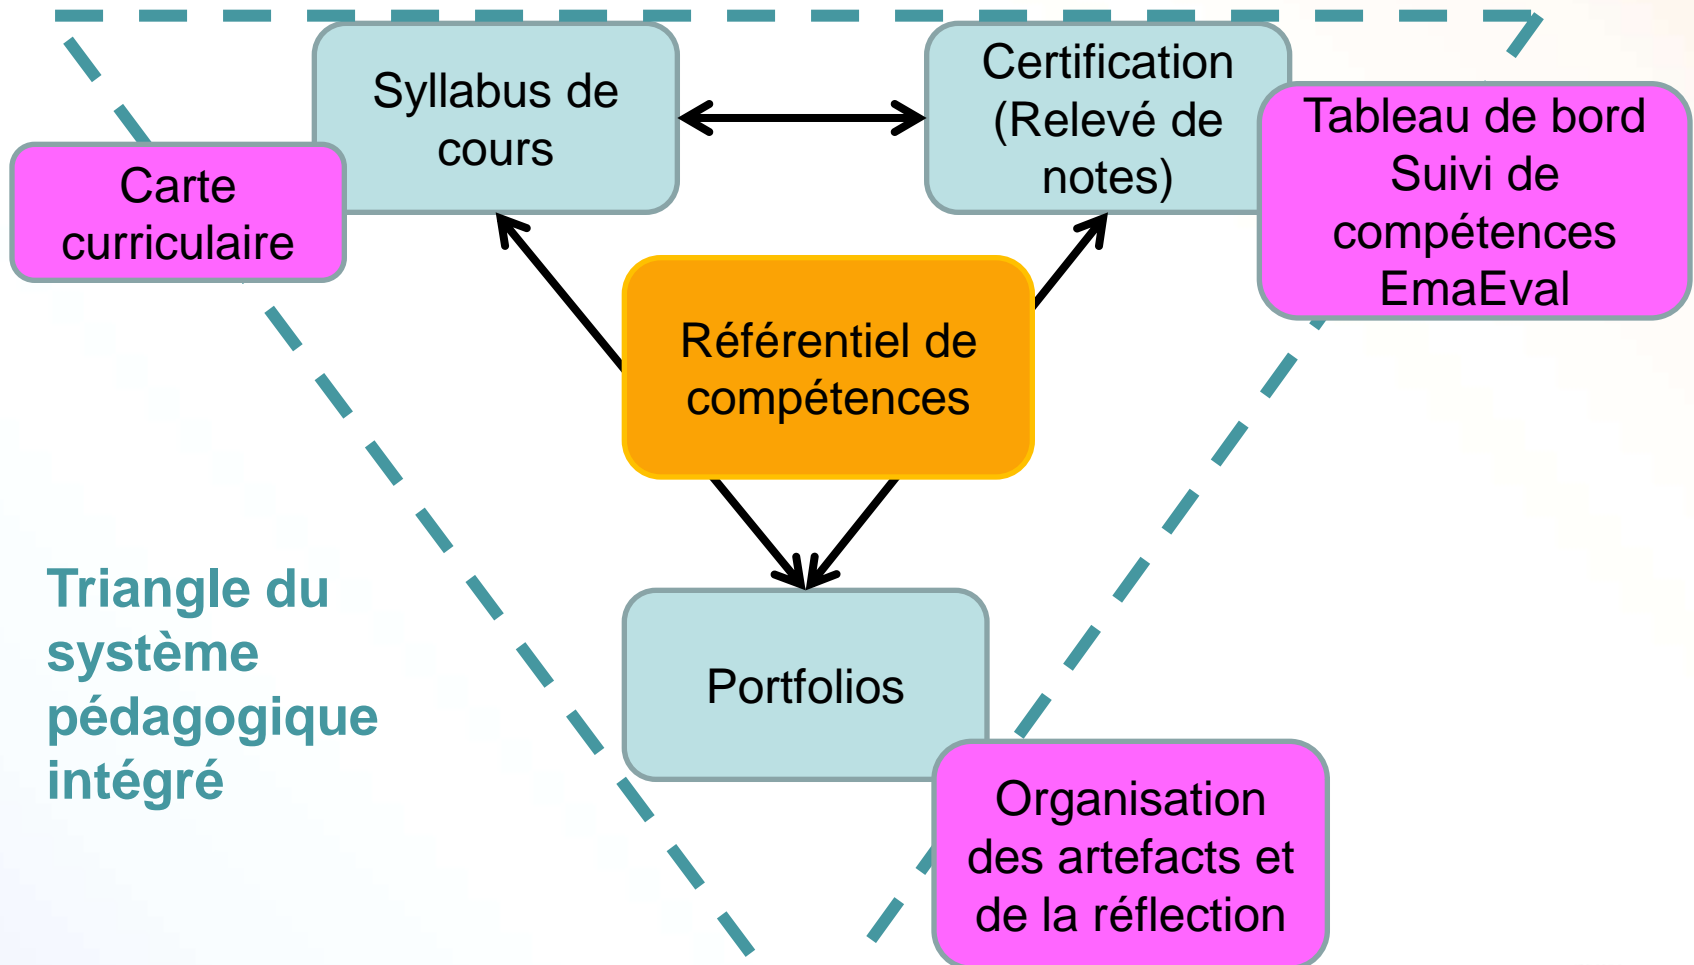 Syllabus de
cours
Certification
(Relevé de
notes)
Tableau de bord
Suivi de
compétences
EmaEval
Carte
curriculaire
Référentiel de
compétences
Triangle du
système
pédagogique
intégré
Portfolios
Organisation
des artefacts et
de la réflection